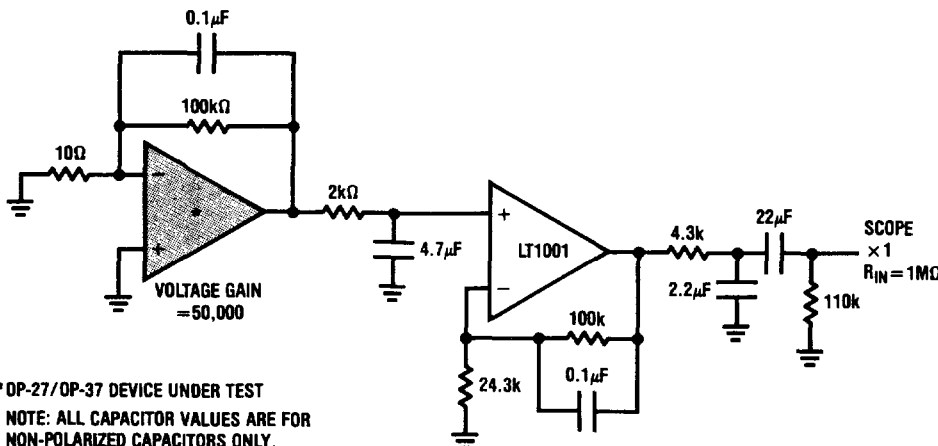 0.1μF
100kΩ
10Ω
−
+
*
VOLTAGE GAIN
=50,000
2kΩ
4.7μF
+
−
LT1001
4.3k
22μF
SCOPE
×1
RIN=1MΩ
2.2μF
110k
100k
0.1μF
24.3k
*OP-27/OP-37 DEVICE UNDER TEST
NOTE: ALL CAPACITOR VALUES ARE FOR
NON-POLARIZED CAPACITORS ONLY.